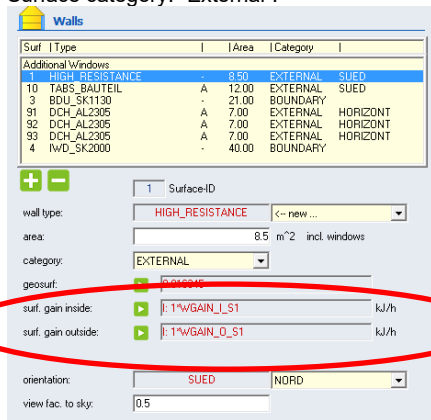 Surface category: "External".
Walls
Surf | Type | | Area | Category |
Additional Windows
1 HIGH_RESISTANCE - 8.50 EXTERNAL SUED
10 TABS_BAUTEIL A 12.00 EXTERNAL SUED
3 BDU_SK1130 - 21.00 BOUNDARY
91 DCH_AL2305 A 7.00 EXTERNAL HORIZONT
92 DCH_AL2305 A 7.00 EXTERNAL HORIZONT
93 DCH_AL2305 A 7.00 EXTERNAL HORIZONT
4 IWD_SK2000 - 40.00 BOUNDARY
1 Surface-ID
wall type: HIGH_RESISTANCE <-- new ...
area: 8.5 m^2 incl. windows
category: EXTERNAL
geosurf:
surf. gain inside: I: 1*WGAIN_I_S1 kJ/h
surf. gain outside: I: 1*WGAIN_O_S1 kJ/h
orientation: SUED NORD
view fac. to sky: 0.5